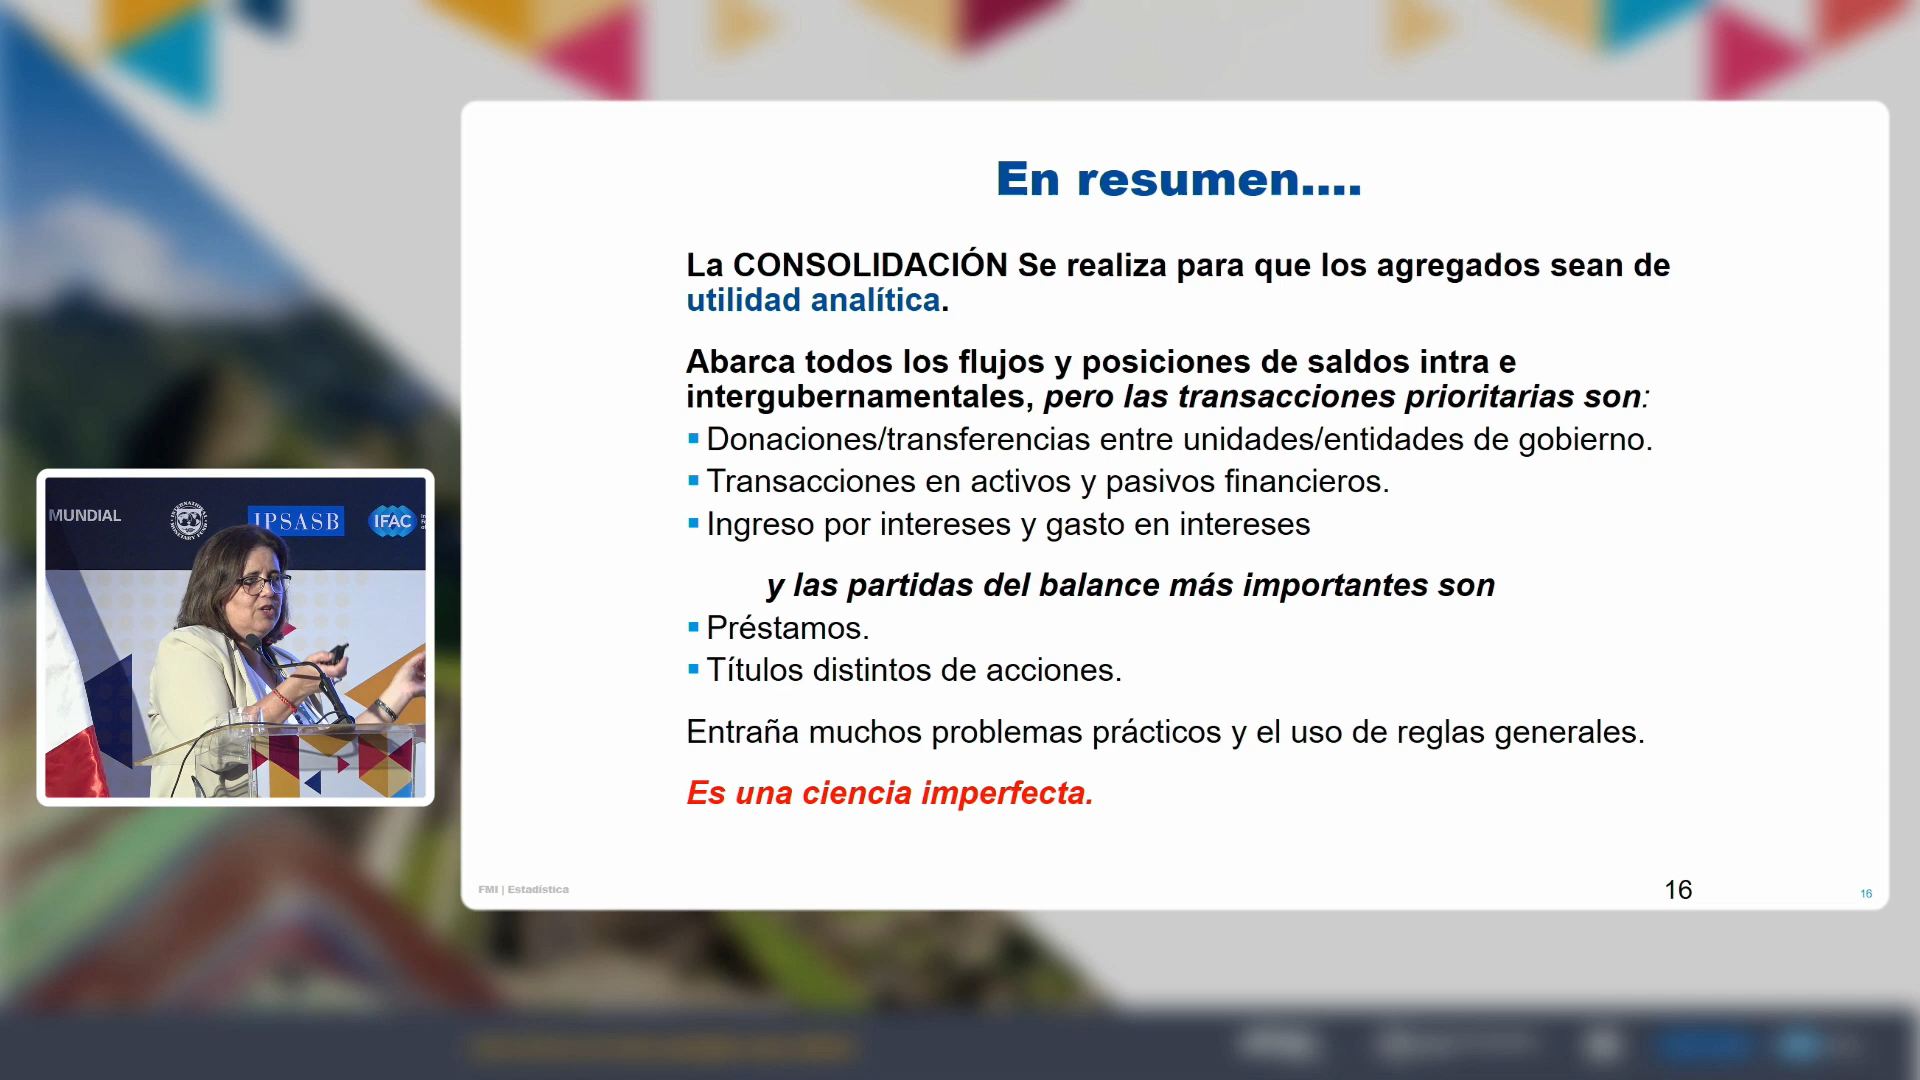 En resumen....
La CONSOLIDACIÓN Se realiza para que los agregados sean de
utilidad analítica.
Abarca todos los flujos y posiciones de saldos intra e
intergubernamentales, pero las transacciones prioritarias son:
▪ Donaciones/transferencias entre unidades/entidades de gobierno.
▪ Transacciones en activos y pasivos financieros.
▪ Ingreso por intereses y gasto en intereses
y las partidas del balance más importantes son
▪ Préstamos.
▪ Títulos distintos de acciones.
Entraña muchos problemas prácticos y el uso de reglas generales.
Es una ciencia imperfecta.
FMI | Estadística
16
16
MUNDIAL
IPSASB
IFAC